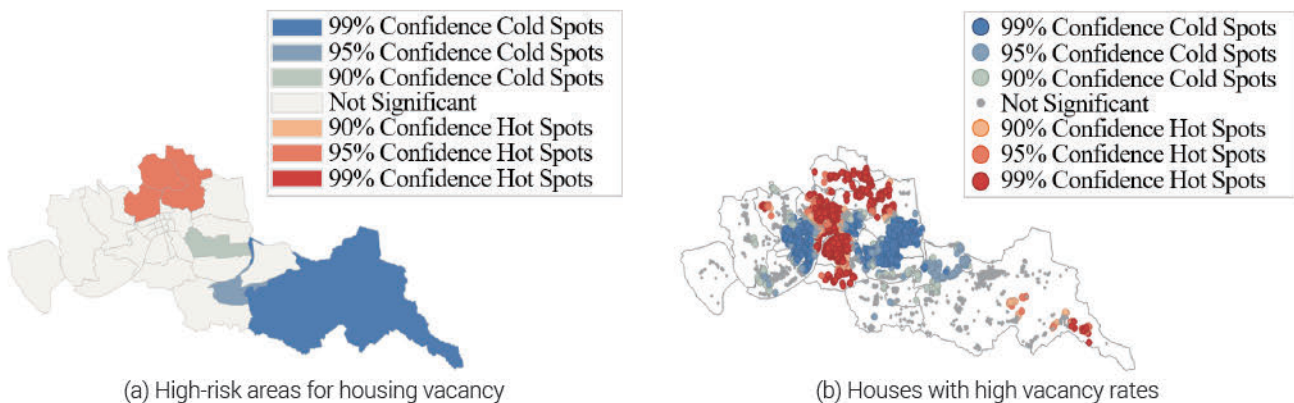 99% Confidence Cold Spots
95% Confidence Cold Spots
90% Confidence Cold Spots
Not Significant
90% Confidence Hot Spots
95% Confidence Hot Spots
99% Confidence Hot Spots
(a) High-risk areas for housing vacancy
99% Confidence Cold Spots
95% Confidence Cold Spots
90% Confidence Cold Spots
Not Significant
90% Confidence Hot Spots
95% Confidence Hot Spots
99% Confidence Hot Spots
(b) Houses with high vacancy rates